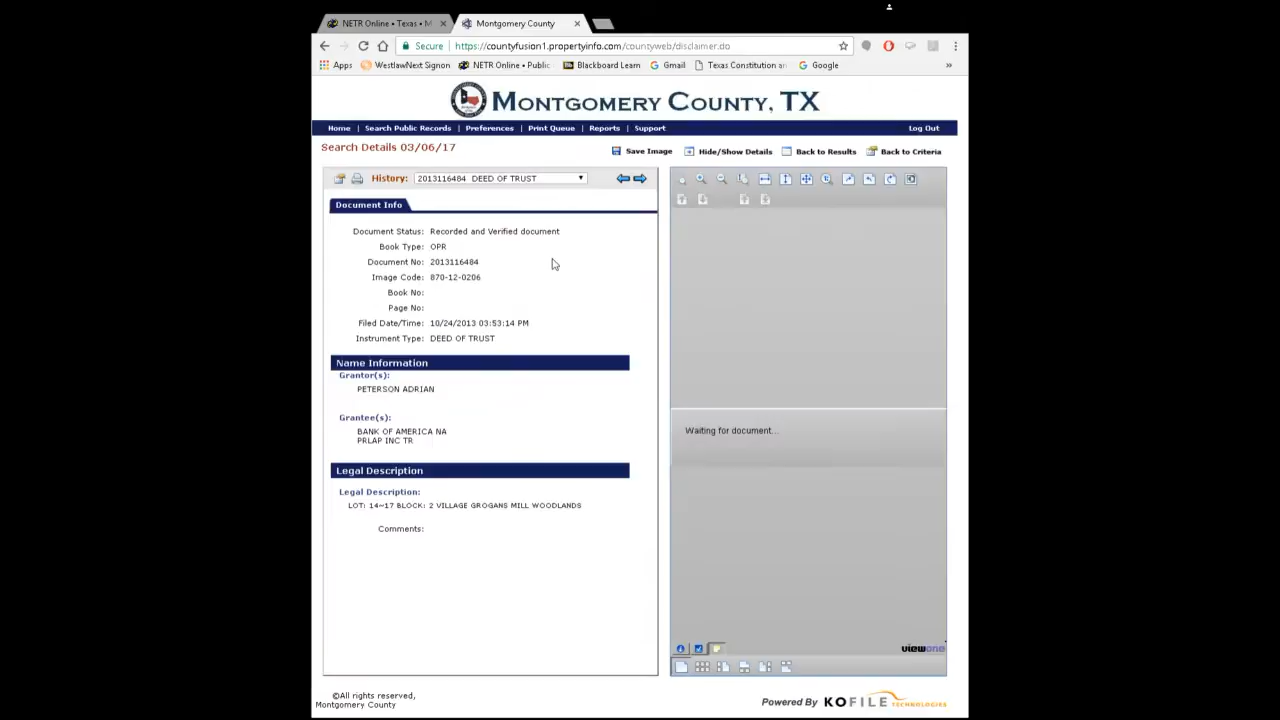 NETR Online • Texas • M
Montgomery County
Secure
https://countyfusion1.propertyinfo.com/countyweb/disclaimer.do
Apps
WestlawNext Signon
NETR Online • Public
Blackboard Learn
Gmail
Texas Constitution an
Google
»
MONTGOMERY COUNTY, TX
Home | Search Public Records | Preferences | Print Queue | Reports | Support
Log Out
Search Details 03/06/17
Save Image
Hide/Show Details
Back to Results
Back to Criteria
History: 2013116484 DEED OF TRUST
Document Info
Document Status: Recorded and Verified document
Book Type: OPR
Document No: 2013116484
Image Code: 870-12-0206
Book No:
Page No:
Filed Date/Time: 10/24/2013 03:53:14 PM
Instrument Type: DEED OF TRUST
Name Information
Grantor(s):
PETERSON ADRIAN
Grantee(s):
BANK OF AMERICA NA
PRLAP INC TR
Legal Description
Legal Description:
LOT: 14~17 BLOCK: 2 VILLAGE GROGANS MILL WOODLANDS
Comments:
Waiting for document...
viewone
©All rights reserved,
Montgomery County
Powered By KOFILE TECHNOLOGIES